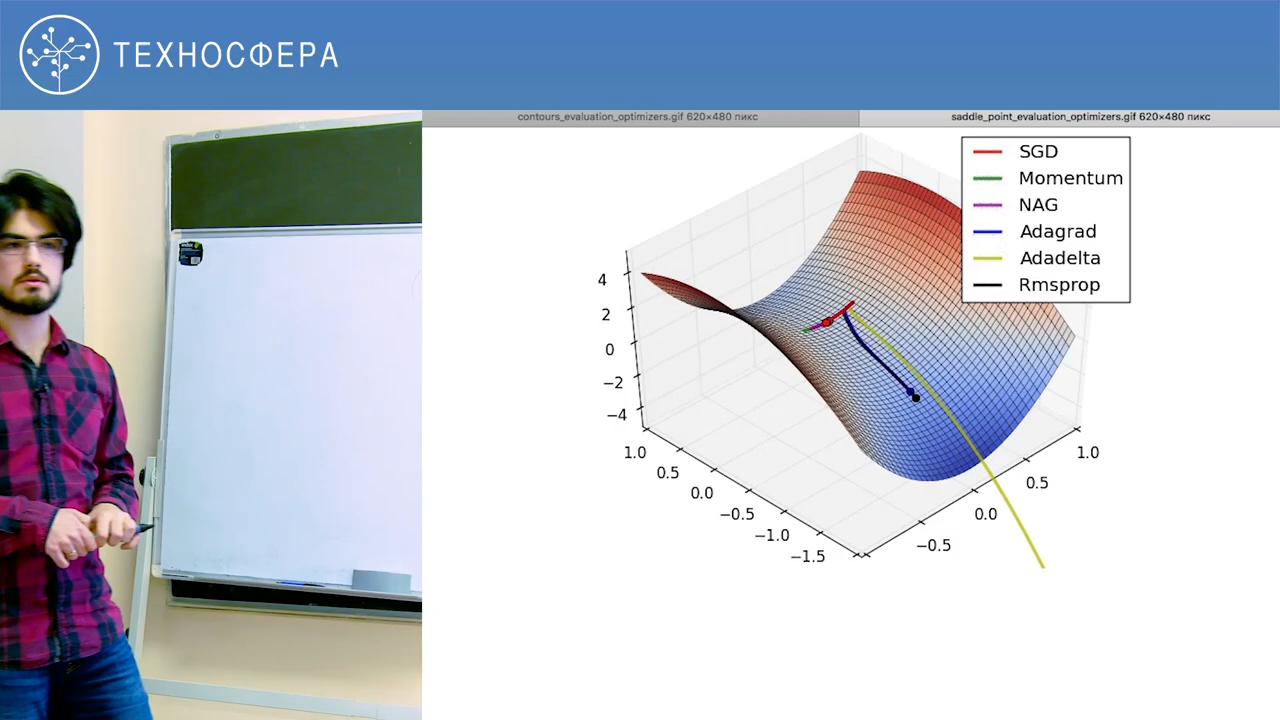 ТЕХНОСФЕРА
contours_evaluation_optimizers.gif 620×480 пикс
saddle_point_evaluation_optimizers.gif 620×480 пикс
SGD
Momentum
NAG
Adagrad
Adadelta
Rmsprop
4
2
0
−2
−4
1.0
0.5
0.0
−0.5
−1.0
−1.5
−0.5
0.0
0.5
1.0